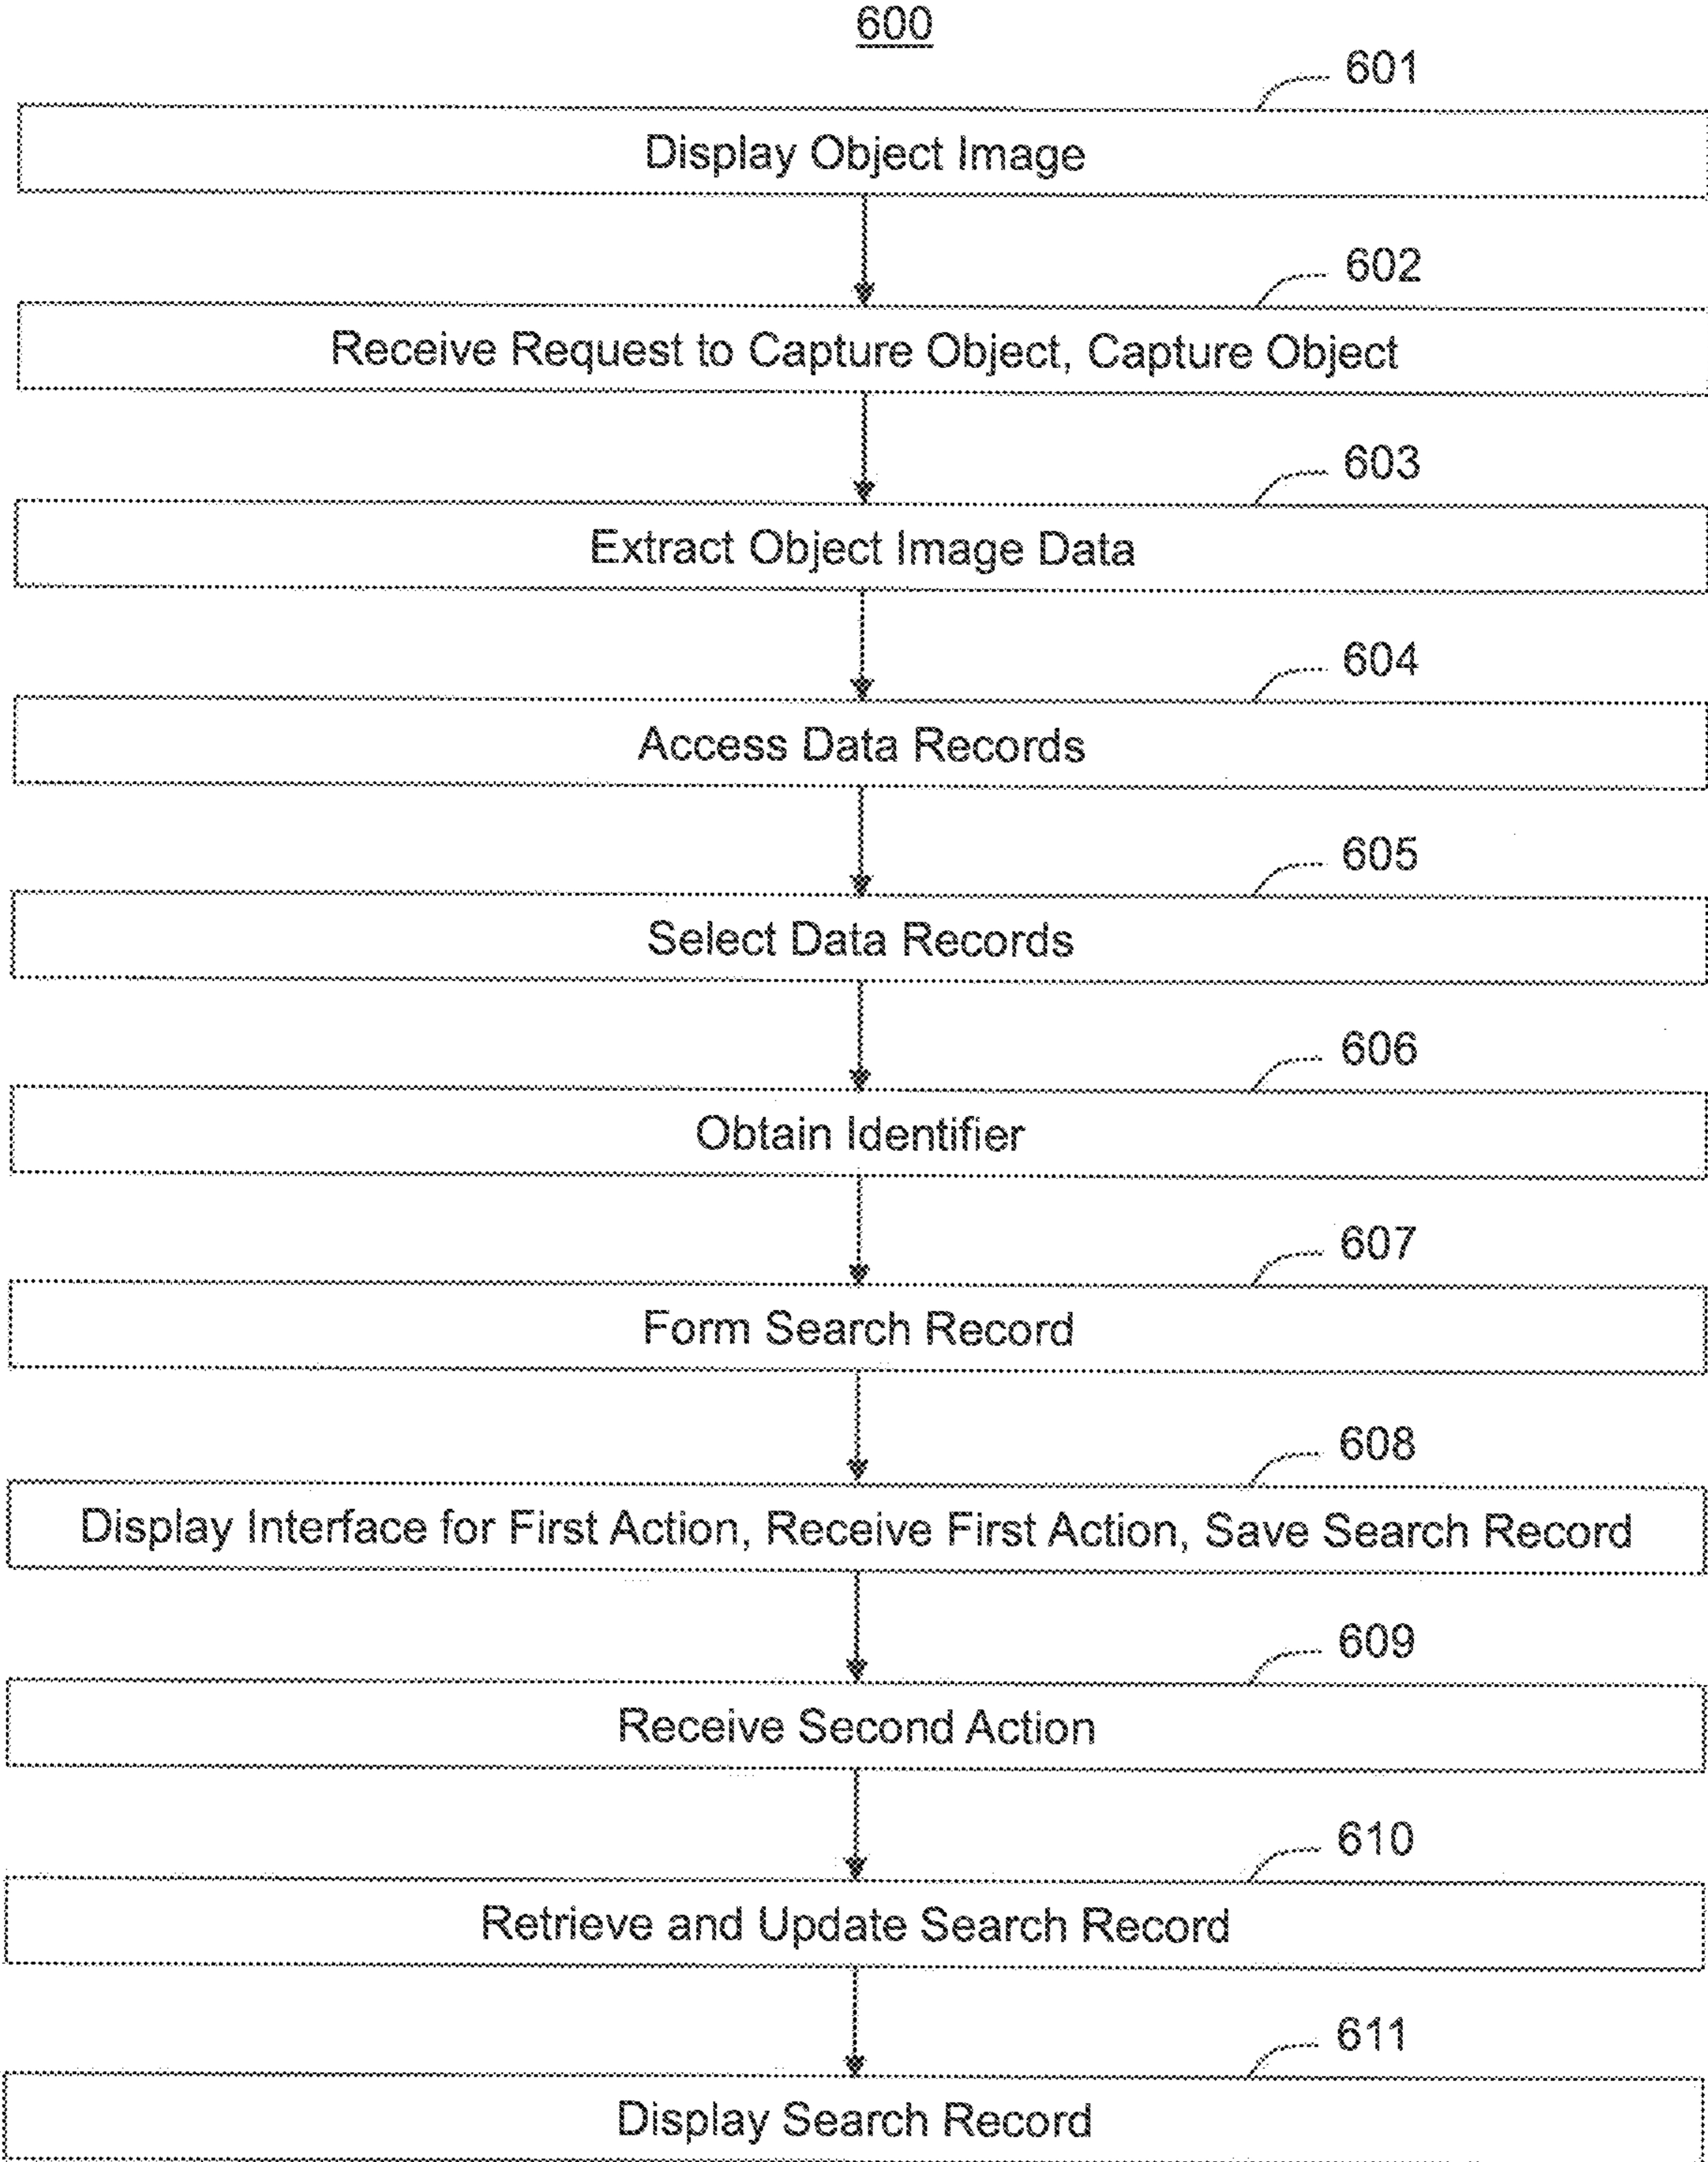 600
601
Display Object Image
602
Receive Request to Capture Object, Capture Object
603
Extract Object Image Data
604
Access Data Records
605
Select Data Records
606
Obtain Identifier
607
Form Search Record
608
Display Interface for First Action, Receive First Action, Save Search Record
609
Receive Second Action
610
Retrieve and Update Search Record
611
Display Search Record